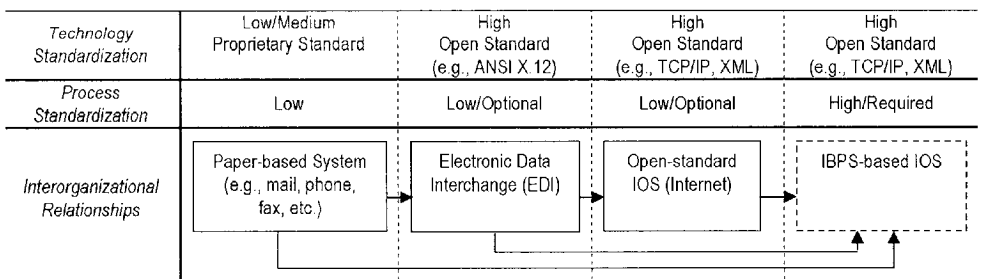 Technology
Standardization
Low/Medium
Proprietary Standard
High
Open Standard
(e.g., ANSI X.12)
High
Open Standard
(e.g., TCP/IP, XML)
High
Open Standard
(e.g., TCP/IP, XML)
Process
Standardization
Low
Low/Optional
Low/Optional
High/Required
Interorganizational
Relationships
Paper-based System
(e.g., mail, phone,
fax, etc.)
Electronic Data
Interchange (EDI)
Open-standard
IOS (Internet)
IBPS-based IOS